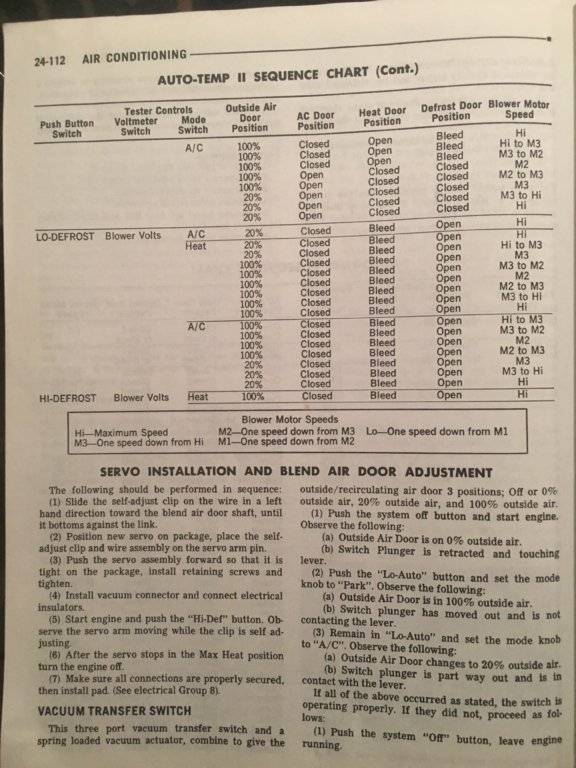 24-112 AIR CONDITIONING
AUTO-TEMP II SEQUENCE CHART (Cont.)
Push Button Switch Tester Controls Voltmeter Switch Mode Switch Outside Air Door Position AC Door Position Heat Door Position Defrost Door Position Blower Motor Speed
A/C 100% Closed Open Bleed Hi
100% Closed Open Bleed Hi to M3
100% Closed Open Bleed M3 to M2
100% Open Closed Closed M2
100% Open Closed Closed M2 to M3
20% Open Closed Closed M3
20% Open Closed Closed M3 to Hi
20% Open Closed Closed Hi
LO-DEFROST Blower Volts A/C 20% Closed Bleed Open Hi
Heat 20% Closed Bleed Open Hi
20% Closed Bleed Open Hi to M3
100% Closed Bleed Open M3
100% Closed Bleed Open M3 to M2
100% Closed Bleed Open M2
100% Closed Bleed Open M2 to M3
100% Closed Bleed Open M3 to Hi
100% Closed Bleed Open Hi
A/C 100% Closed Bleed Open Hi to M3
100% Closed Bleed Open M3 to M2
100% Closed Bleed Open M2
100% Closed Bleed Open M2 to M3
20% Closed Bleed Open M3
20% Closed Bleed Open M3 to Hi
20% Closed Bleed Open Hi
HI-DEFROST Blower Volts Heat 100% Closed Bleed Open Hi
Blower Motor Speeds
Hi—Maximum Speed M2—One speed down from M3 Lo—One speed down from M1
M3—One speed down from Hi M1—One speed down from M2
SERVO INSTALLATION AND BLEND AIR DOOR ADJUSTMENT
The following should be performed in sequence:
(1) Slide the self-adjust clip on the wire in a left
hand direction toward the blend air door shaft, until
it bottoms against the link.
(2) Position new servo on package, place the self-
adjust clip and wire assembly on the servo arm pin.
(3) Push the servo assembly forward so that it is
tight on the package, install retaining screws and
tighten.
(4) Install vacuum connector and connect electrical
insulators.
(5) Start engine and push the "Hi-Def" button. Ob-
serve the servo arm moving while the clip is self ad-
justing.
(6) After the servo stops in the Max Heat position
turn the engine off.
(7) Make sure all connections are properly secured,
then install pad. (See electrical Group 8).
VACUUM TRANSFER SWITCH
This three port vacuum transfer switch and a
spring loaded vacuum actuator, combine to give the
outside/recirculating air door 3 positions; Off or 0%
outside air, 20% outside air, and 100% outside air.
(1) Push the system off button and start engine.
Observe the following:
(a) Outside Air Door is on 0% outside air.
(b) Switch Plunger is retracted and touching
lever.
(2) Push the "Lo-Auto" button and set the mode
knob to "Park". Observe the following:
(a) Outside Air Door is in 100% outside air.
(b) Switch plunger has moved out and is not
contacting the lever.
(3) Remain in "Lo-Auto" and set the mode knob
to "A/C". Observe the following:
(a) Outside Air Door changes to 20% outside air.
(b) Switch plunger is part way out and is in
contact with the lever.
If all of the above occurred as stated, the switch is
operating properly. If they did not, proceed as fol-
lows:
(1) Push the system "Off" button, leave engine
running.